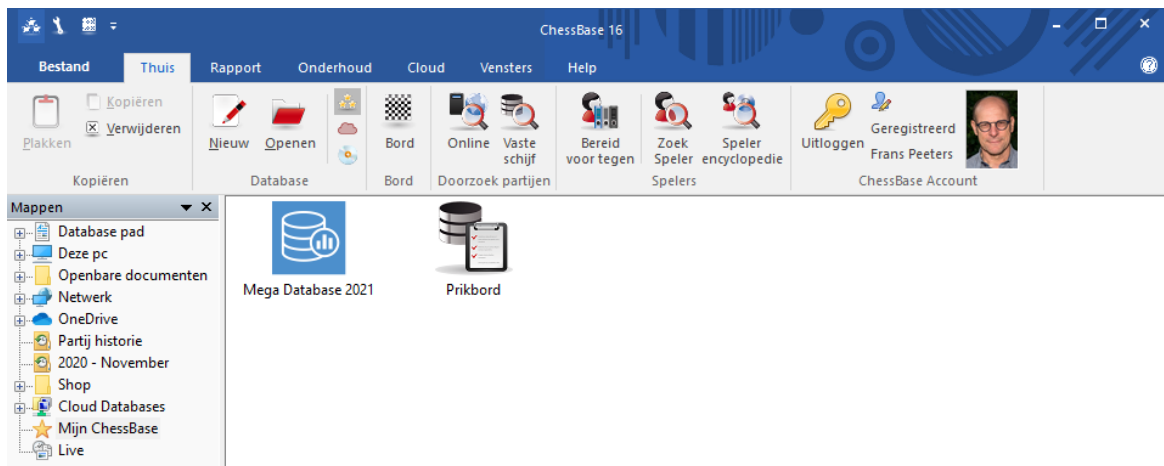 ChessBase 16
Bestand Thuis Rapport Onderhoud Cloud Vensters Help
Plakken
Kopiëren
Verwijderen
Kopiëren
Nieuw
Openen
Database
Bord
Bord
Online
Vaste schijf
Doorzoek partijen
Bereid voor tegen
Zoek Speler
Speler encyclopedie
Spelers
Uitloggen
Geregistreerd
Frans Peeters
ChessBase Account
Mappen
Database pad
Deze pc
Openbare documenten
Netwerk
OneDrive
Partij historie
2020 - November
Shop
Cloud Databases
Mijn ChessBase
Live
Mega Database 2021
Prikbord